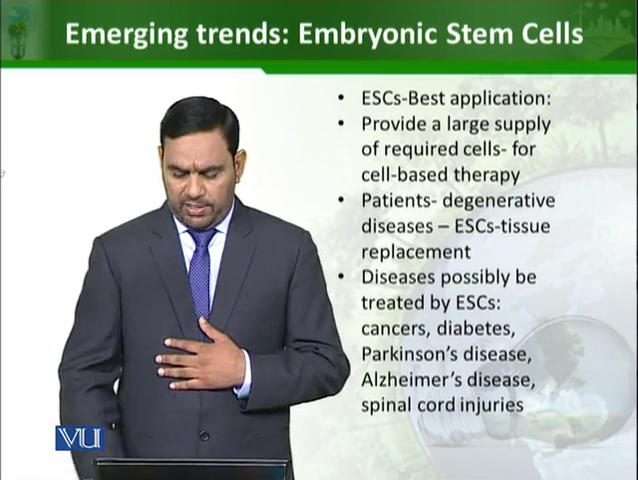 Emerging trends: Embryonic Stem Cells
• ESCs-Best application:
• Provide a large supply
of required cells- for
cell-based therapy
• Patients- degenerative
diseases – ESCs-tissue
replacement
• Diseases possibly be
treated by ESCs:
cancers, diabetes,
Parkinson's disease,
Alzheimer's disease,
spinal cord injuries
VU